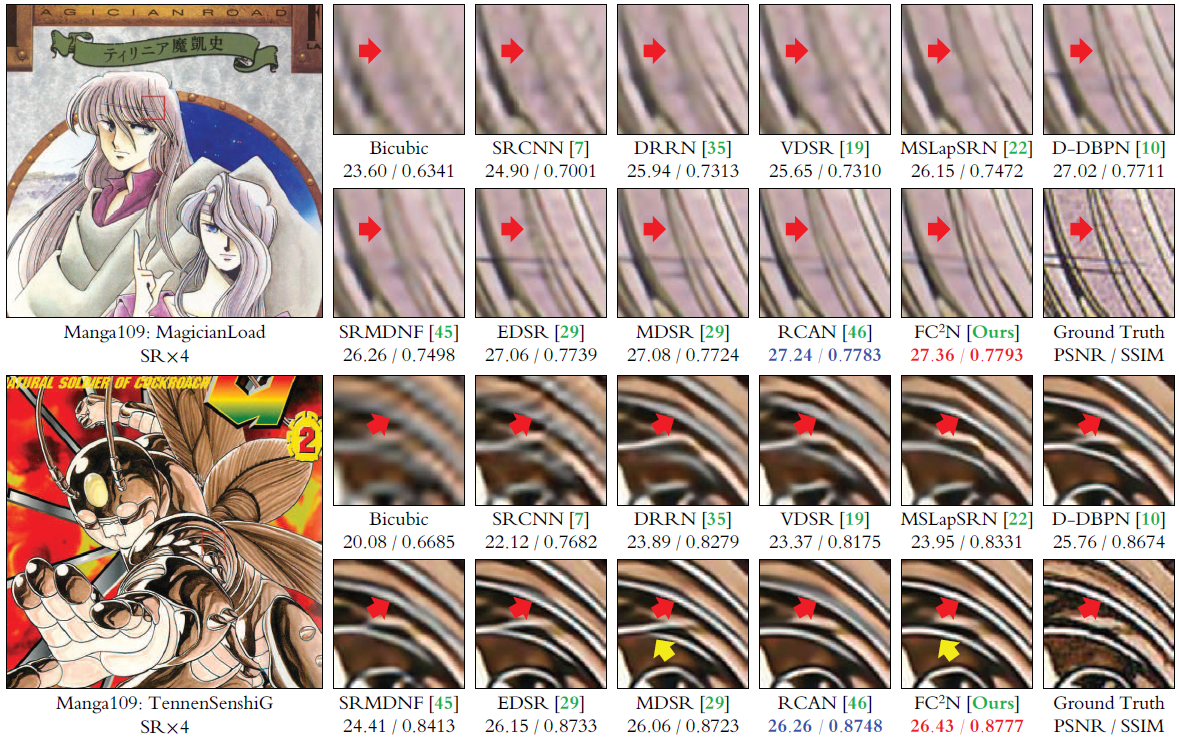 AGICIAN ROAD
LA
ティリニア魔凱史
Manga109: MagicianLoad
SR×4
Bicubic
23.60 / 0.6341
SRCNN [7]
24.90 / 0.7001
DRRN [35]
25.94 / 0.7313
VDSR [19]
25.65 / 0.7310
MSLapSRN [22]
26.15 / 0.7472
D-DBPN [10]
27.02 / 0.7711
SRMDNF [45]
26.26 / 0.7498
EDSR [29]
27.06 / 0.7739
MDSR [29]
27.08 / 0.7724
RCAN [46]
27.24 / 0.7783
FC²N [Ours]
27.36 / 0.7793
Ground Truth
PSNR / SSIM
ATURAL SOLDIER OF COCKROACH
G
2
Manga109: TennenSenshiG
SR×4
Bicubic
20.08 / 0.6685
SRCNN [7]
22.12 / 0.7682
DRRN [35]
23.89 / 0.8279
VDSR [19]
23.37 / 0.8175
MSLapSRN [22]
23.95 / 0.8331
D-DBPN [10]
25.76 / 0.8674
SRMDNF [45]
24.41 / 0.8413
EDSR [29]
26.15 / 0.8733
MDSR [29]
26.06 / 0.8723
RCAN [46]
26.26 / 0.8748
FC²N [Ours]
26.43 / 0.8777
Ground Truth
PSNR / SSIM